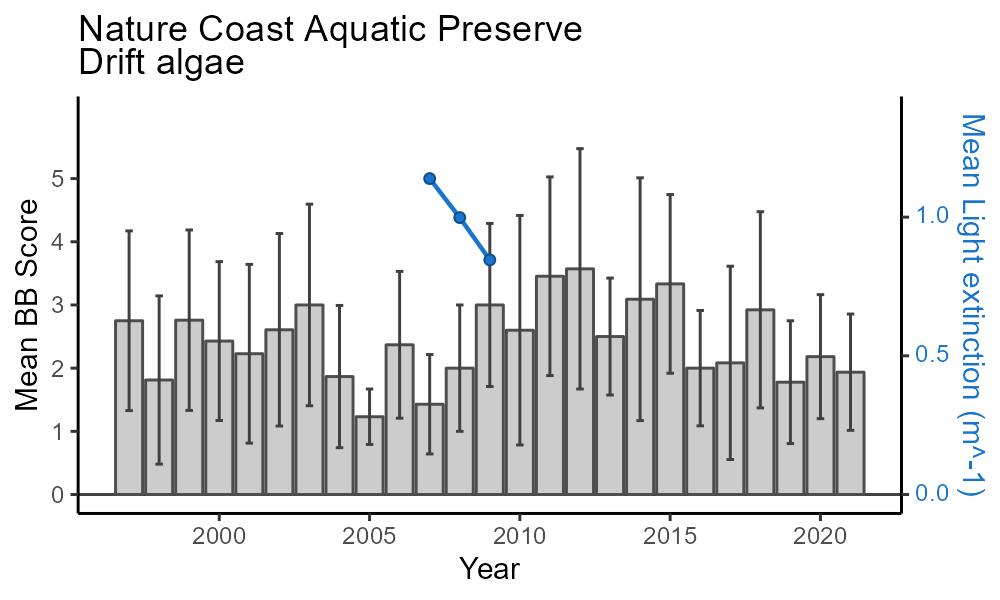 Nature Coast Aquatic Preserve
Drift algae
Mean BB Score
5
4
3
2
1
0
1.0
0.5
0.0
Mean Light extinction (m^-1)
2000
2005
2010
2015
2020
Year